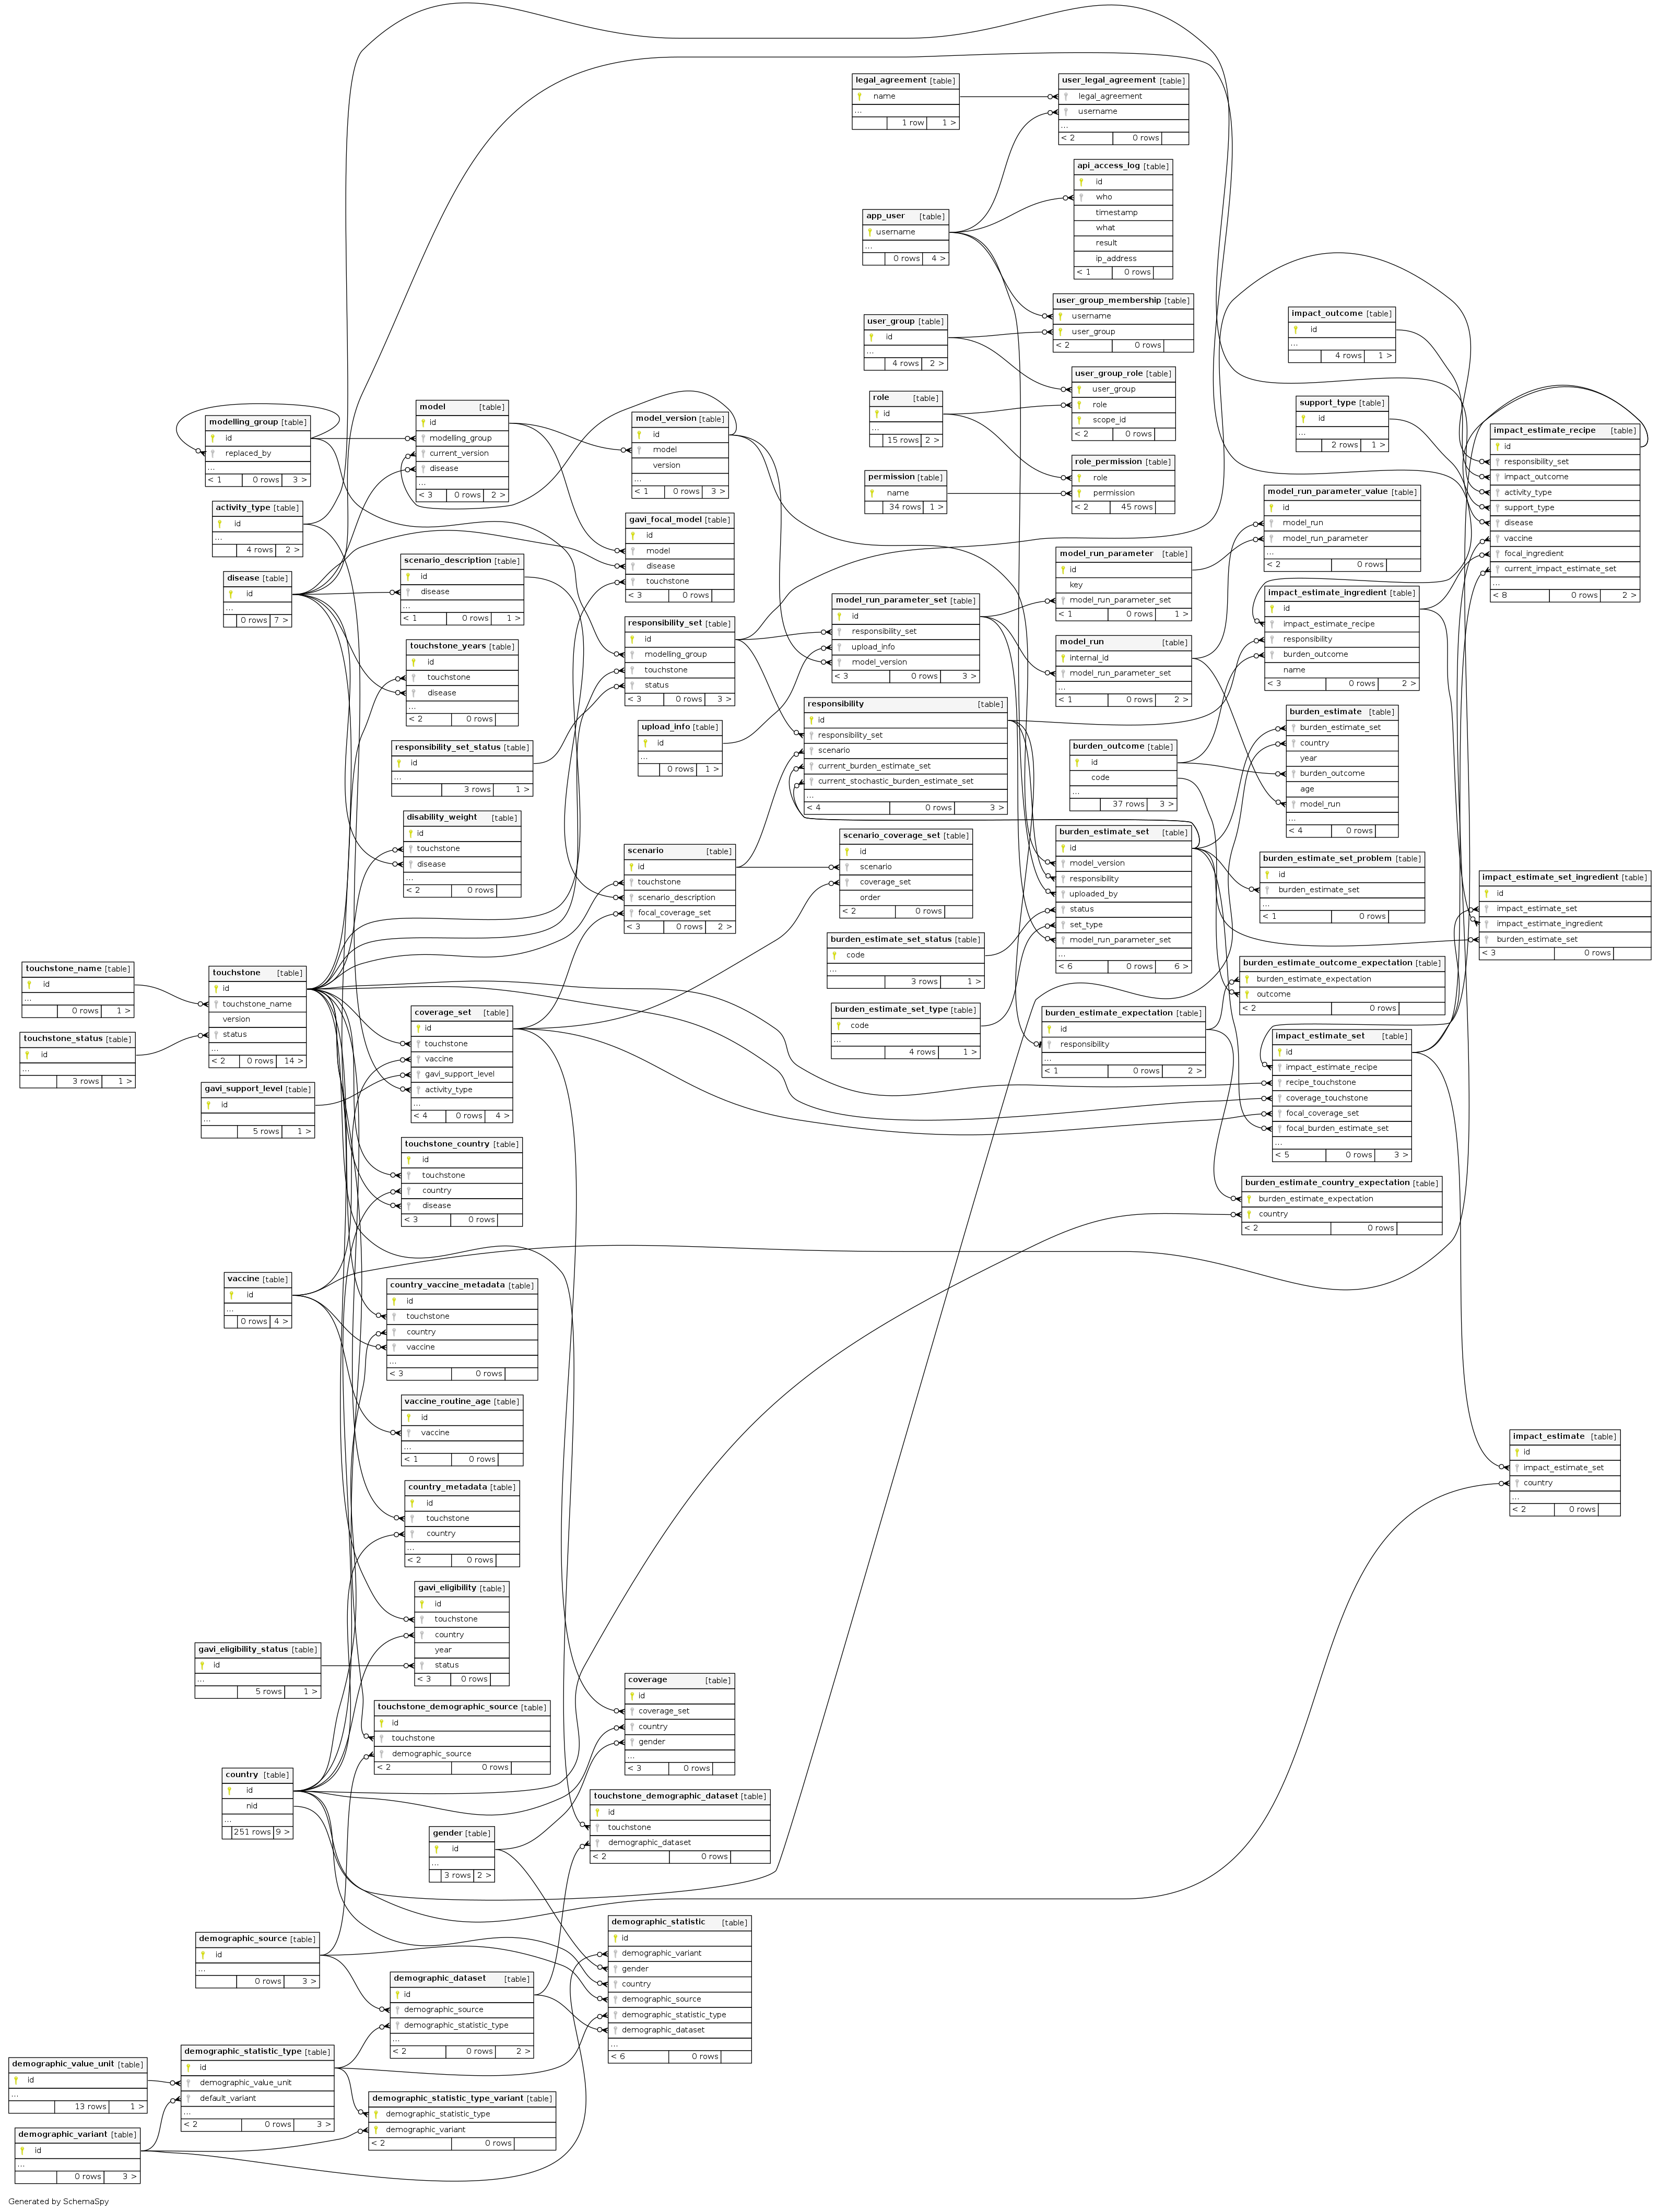 legal_agreement [table]
name
...
1 row 1 >
user_legal_agreement [table]
legal_agreement
username
...
< 2 0 rows
api_access_log [table]
id
who
timestamp
what
result
ip_address
< 1 0 rows
app_user [table]
username
...
0 rows 4 >
user_group_membership [table]
username
user_group
< 2 0 rows
user_group [table]
id
...
4 rows 2 >
impact_outcome [table]
id
...
4 rows 1 >
user_group_role [table]
user_group
role
scope_id
< 2 0 rows
role [table]
id
...
15 rows 2 >
support_type [table]
id
...
2 rows 1 >
role_permission [table]
role
permission
< 2 45 rows
permission [table]
name
...
34 rows 1 >
impact_estimate_recipe [table]
id
responsibility_set
impact_outcome
activity_type
support_type
disease
vaccine
focal_ingredient
current_impact_estimate_set
...
< 8 0 rows 2 >
modelling_group [table]
id
replaced_by
...
< 1 0 rows 3 >
model [table]
id
modelling_group
current_version
disease
...
< 3 0 rows 2 >
model_version [table]
id
model
version
...
< 1 0 rows 3 >
activity_type [table]
id
...
4 rows 2 >
gavi_focal_model [table]
id
model
disease
touchstone
< 3 0 rows
model_run_parameter_value [table]
id
model_run
model_run_parameter
...
< 2 0 rows
disease [table]
id
...
0 rows 7 >
scenario_description [table]
id
disease
...
< 1 0 rows 1 >
model_run_parameter [table]
id
key
model_run_parameter_set
< 1 0 rows 1 >
model_run_parameter_set [table]
id
responsibility_set
upload_info
model_version
< 3 0 rows 3 >
impact_estimate_ingredient [table]
id
impact_estimate_recipe
responsibility
burden_outcome
name
< 3 0 rows 2 >
responsibility_set [table]
id
modelling_group
touchstone
status
< 3 0 rows 3 >
touchstone_years [table]
id
touchstone
disease
...
< 2 0 rows
model_run [table]
internal_id
model_run_parameter_set
...
< 1 0 rows 2 >
responsibility [table]
id
responsibility_set
scenario
current_burden_estimate_set
current_stochastic_burden_estimate_set
...
< 4 0 rows 3 >
upload_info [table]
id
...
0 rows 1 >
burden_estimate [table]
burden_estimate_set
country
year
burden_outcome
age
model_run
...
< 4 0 rows
responsibility_set_status [table]
id
...
3 rows 1 >
burden_outcome [table]
id
code
...
37 rows 3 >
disability_weight [table]
id
touchstone
disease
...
< 2 0 rows
scenario [table]
id
touchstone
scenario_description
focal_coverage_set
< 3 0 rows 2 >
scenario_coverage_set [table]
id
scenario
coverage_set
order
< 2 0 rows
burden_estimate_set [table]
id
model_version
responsibility
uploaded_by
status
set_type
model_run_parameter_set
...
< 6 0 rows 6 >
burden_estimate_set_problem [table]
id
burden_estimate_set
...
< 1 0 rows
impact_estimate_set_ingredient [table]
id
impact_estimate_set
impact_estimate_ingredient
burden_estimate_set
< 3 0 rows
burden_estimate_set_status [table]
code
...
3 rows 1 >
touchstone_name [table]
id
...
0 rows 1 >
touchstone [table]
id
touchstone_name
version
status
...
< 2 0 rows 14 >
burden_estimate_outcome_expectation [table]
burden_estimate_expectation
outcome
< 2 0 rows
touchstone_status [table]
id
...
3 rows 1 >
coverage_set [table]
id
touchstone
vaccine
gavi_support_level
activity_type
...
< 4 0 rows 4 >
burden_estimate_set_type [table]
code
...
4 rows 1 >
burden_estimate_expectation [table]
id
responsibility
...
< 1 0 rows 2 >
impact_estimate_set [table]
id
impact_estimate_recipe
recipe_touchstone
coverage_touchstone
focal_coverage_set
focal_burden_estimate_set
...
< 5 0 rows 3 >
gavi_support_level [table]
id
...
5 rows 1 >
touchstone_country [table]
id
touchstone
country
disease
< 3 0 rows
burden_estimate_country_expectation [table]
burden_estimate_expectation
country
< 2 0 rows
vaccine [table]
id
...
0 rows 4 >
country_vaccine_metadata [table]
id
touchstone
country
vaccine
...
< 3 0 rows
vaccine_routine_age [table]
id
vaccine
...
< 1 0 rows
impact_estimate [table]
id
impact_estimate_set
country
...
< 2 0 rows
country_metadata [table]
id
touchstone
country
...
< 2 0 rows
gavi_eligibility [table]
id
touchstone
country
year
status
< 3 0 rows
gavi_eligibility_status [table]
id
...
5 rows 1 >
coverage [table]
id
coverage_set
country
gender
...
< 3 0 rows
touchstone_demographic_source [table]
id
touchstone
demographic_source
< 2 0 rows
country [table]
id
nid
...
251 rows 9 >
touchstone_demographic_dataset [table]
id
touchstone
demographic_dataset
< 2 0 rows
gender [table]
id
...
3 rows 2 >
demographic_statistic [table]
id
demographic_variant
gender
country
demographic_source
demographic_statistic_type
demographic_dataset
...
< 6 0 rows
demographic_source [table]
id
...
0 rows 3 >
demographic_dataset [table]
id
demographic_source
demographic_statistic_type
...
< 2 0 rows 2 >
demographic_statistic_type [table]
id
demographic_value_unit
default_variant
...
< 2 0 rows 3 >
demographic_value_unit [table]
id
...
13 rows 1 >
demographic_statistic_type_variant [table]
demographic_statistic_type
demographic_variant
< 2 0 rows
demographic_variant [table]
id
...
0 rows 3 >
Generated by SchemaSpy